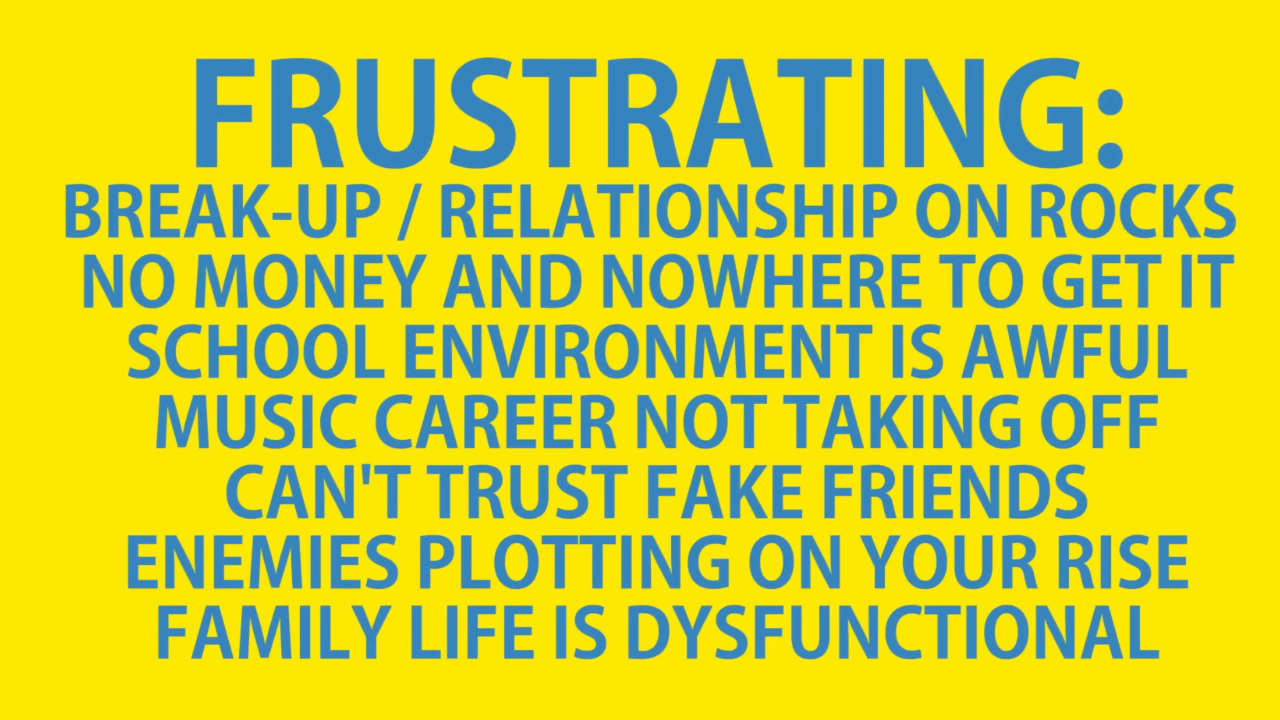 FRUSTRATING:
BREAK-UP / RELATIONSHIP ON ROCKS
NO MONEY AND NOWHERE TO GET IT
SCHOOL ENVIRONMENT IS AWFUL
MUSIC CAREER NOT TAKING OFF
CAN'T TRUST FAKE FRIENDS
ENEMIES PLOTTING ON YOUR RISE
FAMILY LIFE IS DYSFUNCTIONAL